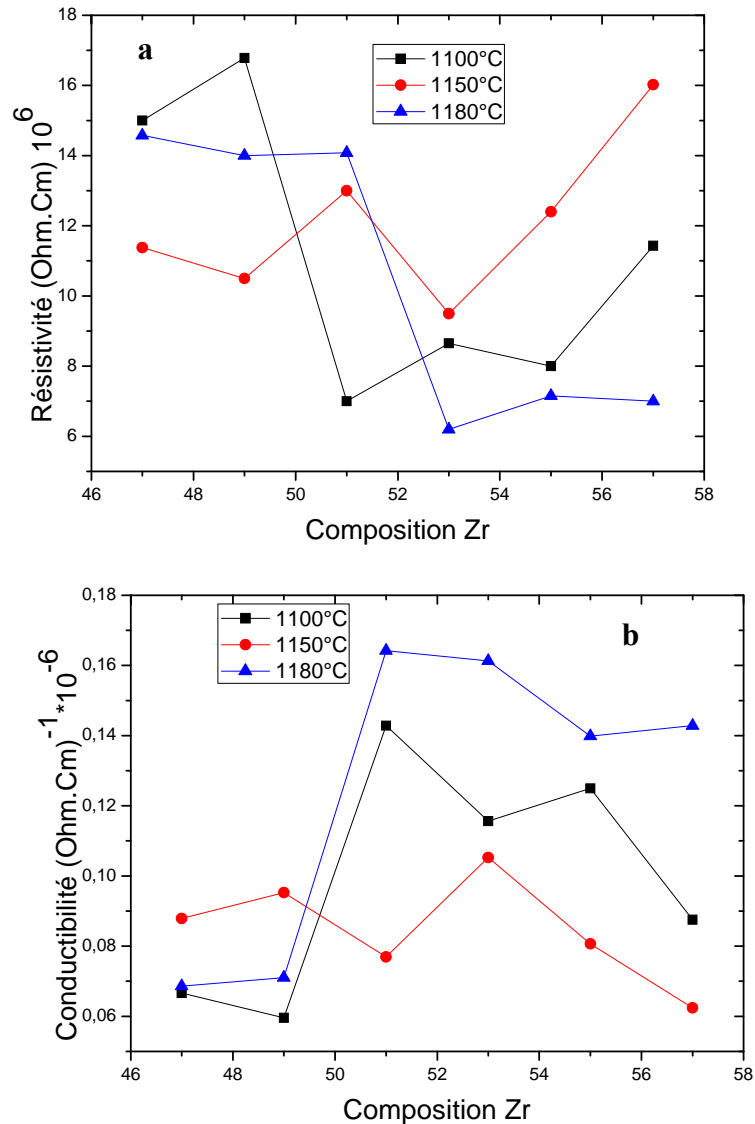 a
1100°C
1150°C
1180°C
Résistivité (Ohm.Cm) 10^6
18
16
14
12
10
8
6
46 48 50 52 54 56 58
Composition Zr
b
1100°C
1150°C
1180°C
Conductibilité (Ohm.Cm)^-1*10^-6
0,18
0,16
0,14
0,12
0,10
0,08
0,06
46 48 50 52 54 56 58
Composition Zr